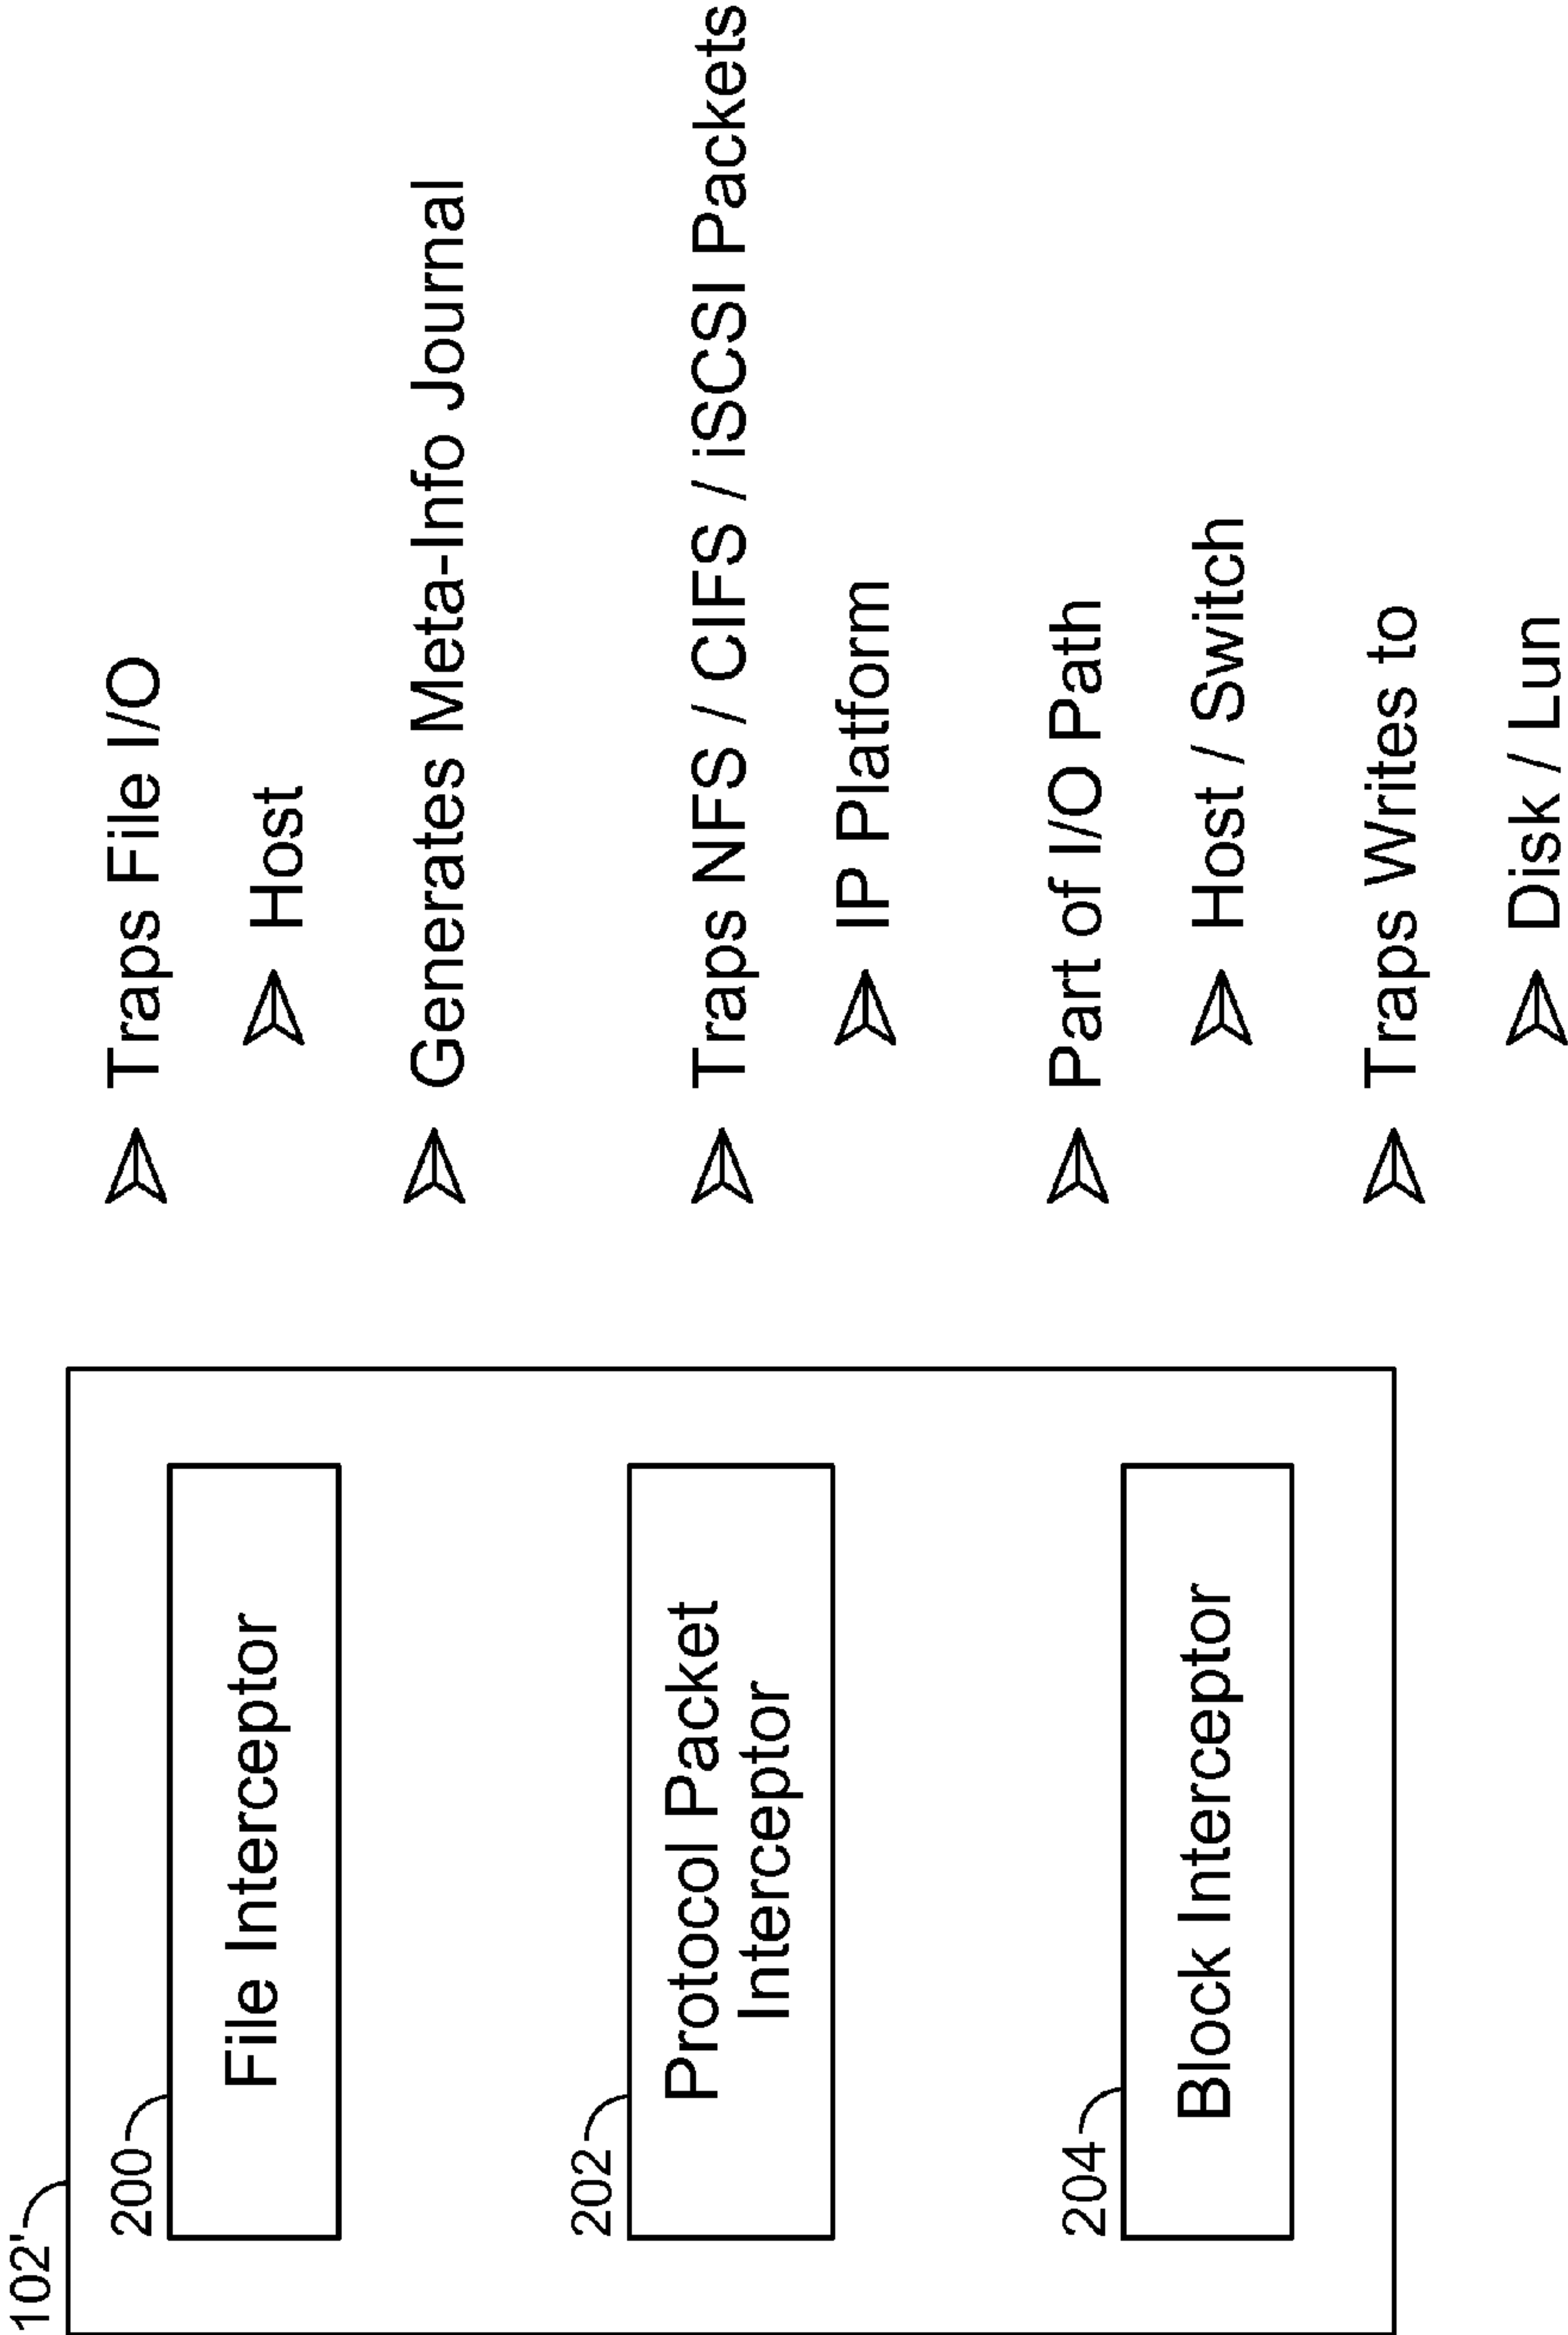 102'
200
File Interceptor
202
Protocol Packet
Interceptor
204
Block Interceptor
Traps File I/O
Host
Generates Meta-Info Journal
Traps NFS / CIFS / iSCSI Packets
IP Platform
Part of I/O Path
Host / Switch
Traps Writes to
Disk / Lun